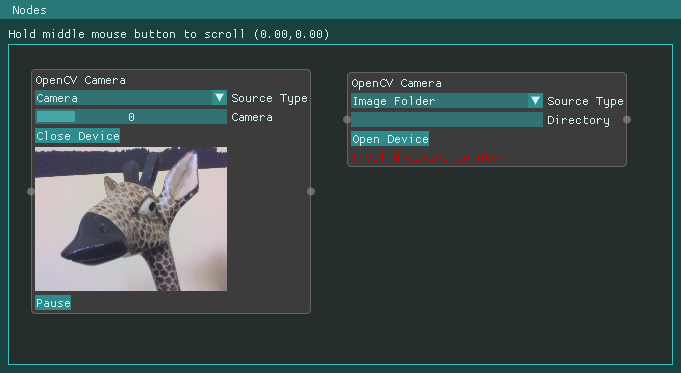 Nodes
Hold middle mouse button to scroll (0.00,0.00)
OpenCV Camera
Camera Source Type
0 Camera
Close Device
Pause
OpenCV Camera
Image Folder Source Type
Directory
Open Device